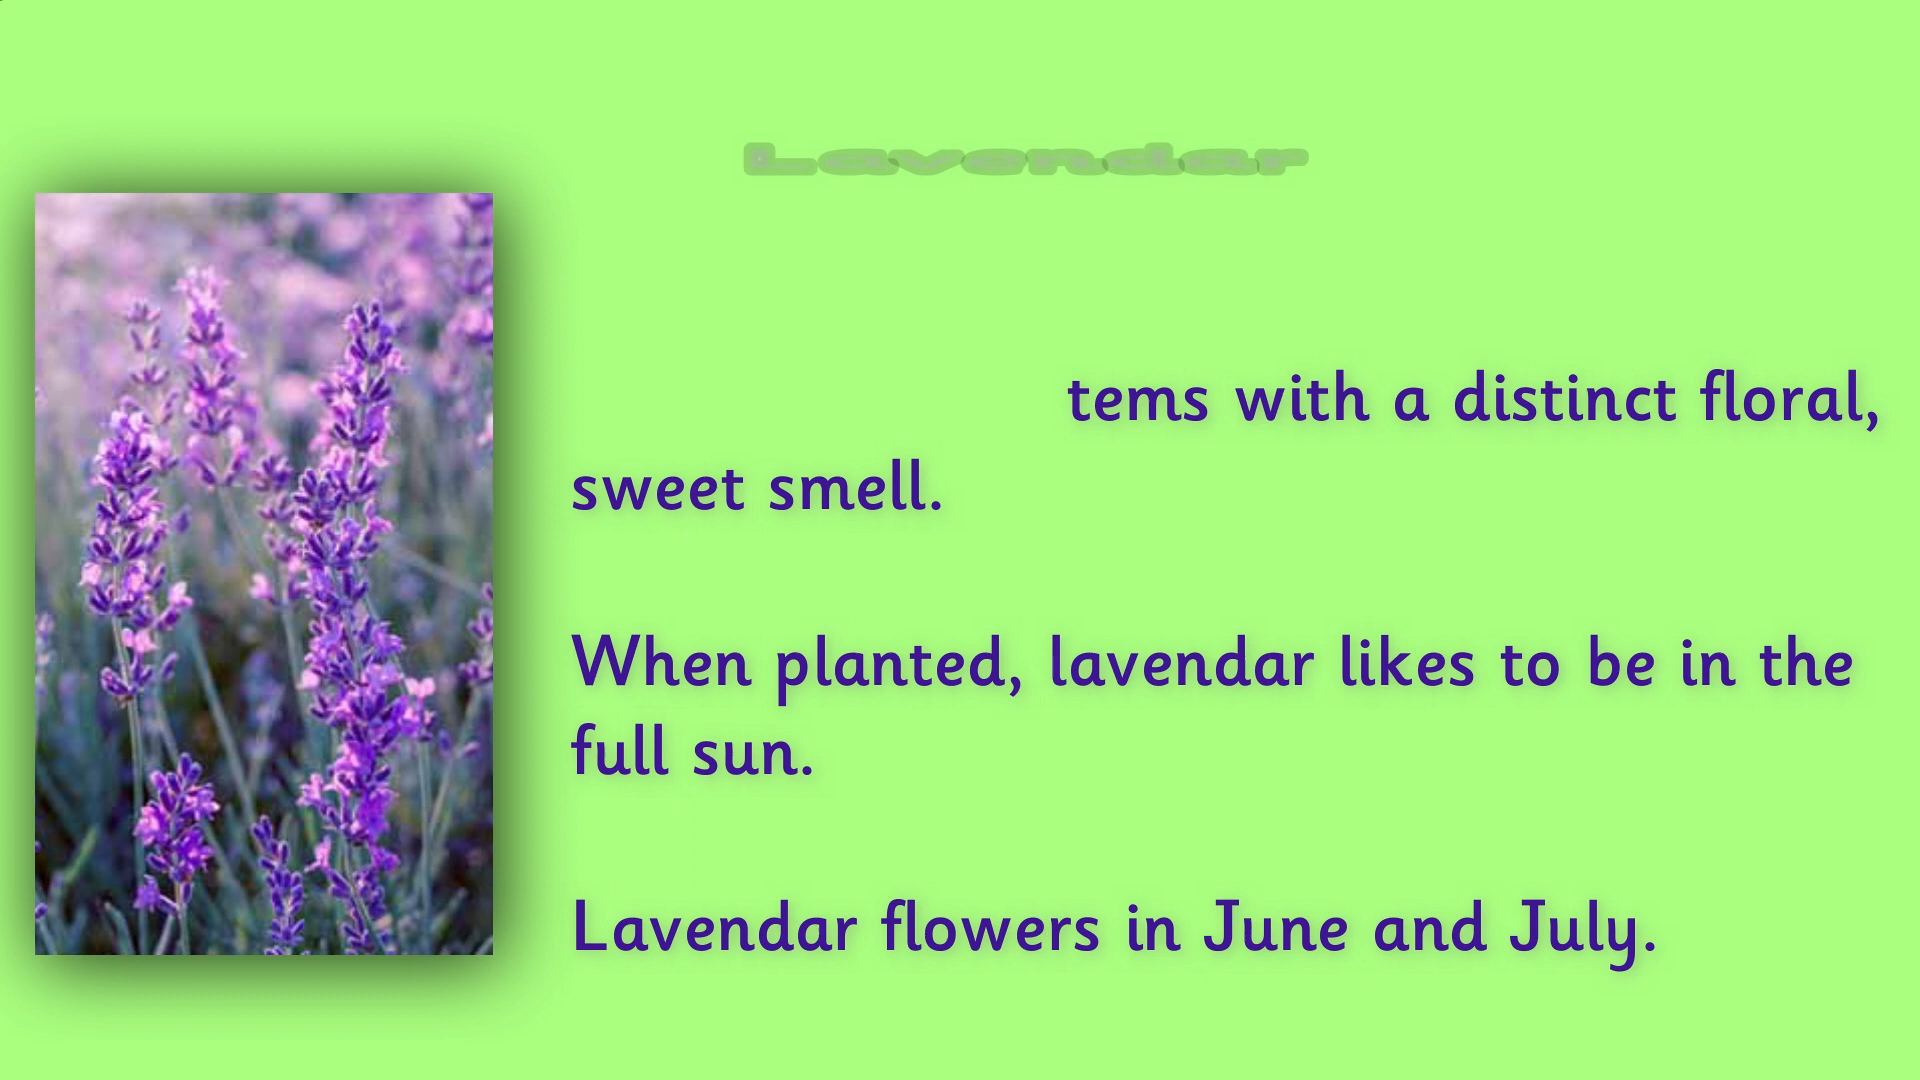 Lavendar
tems with a distinct floral,
sweet smell.
When planted, lavendar likes to be in the
full sun.
Lavendar flowers in June and July.